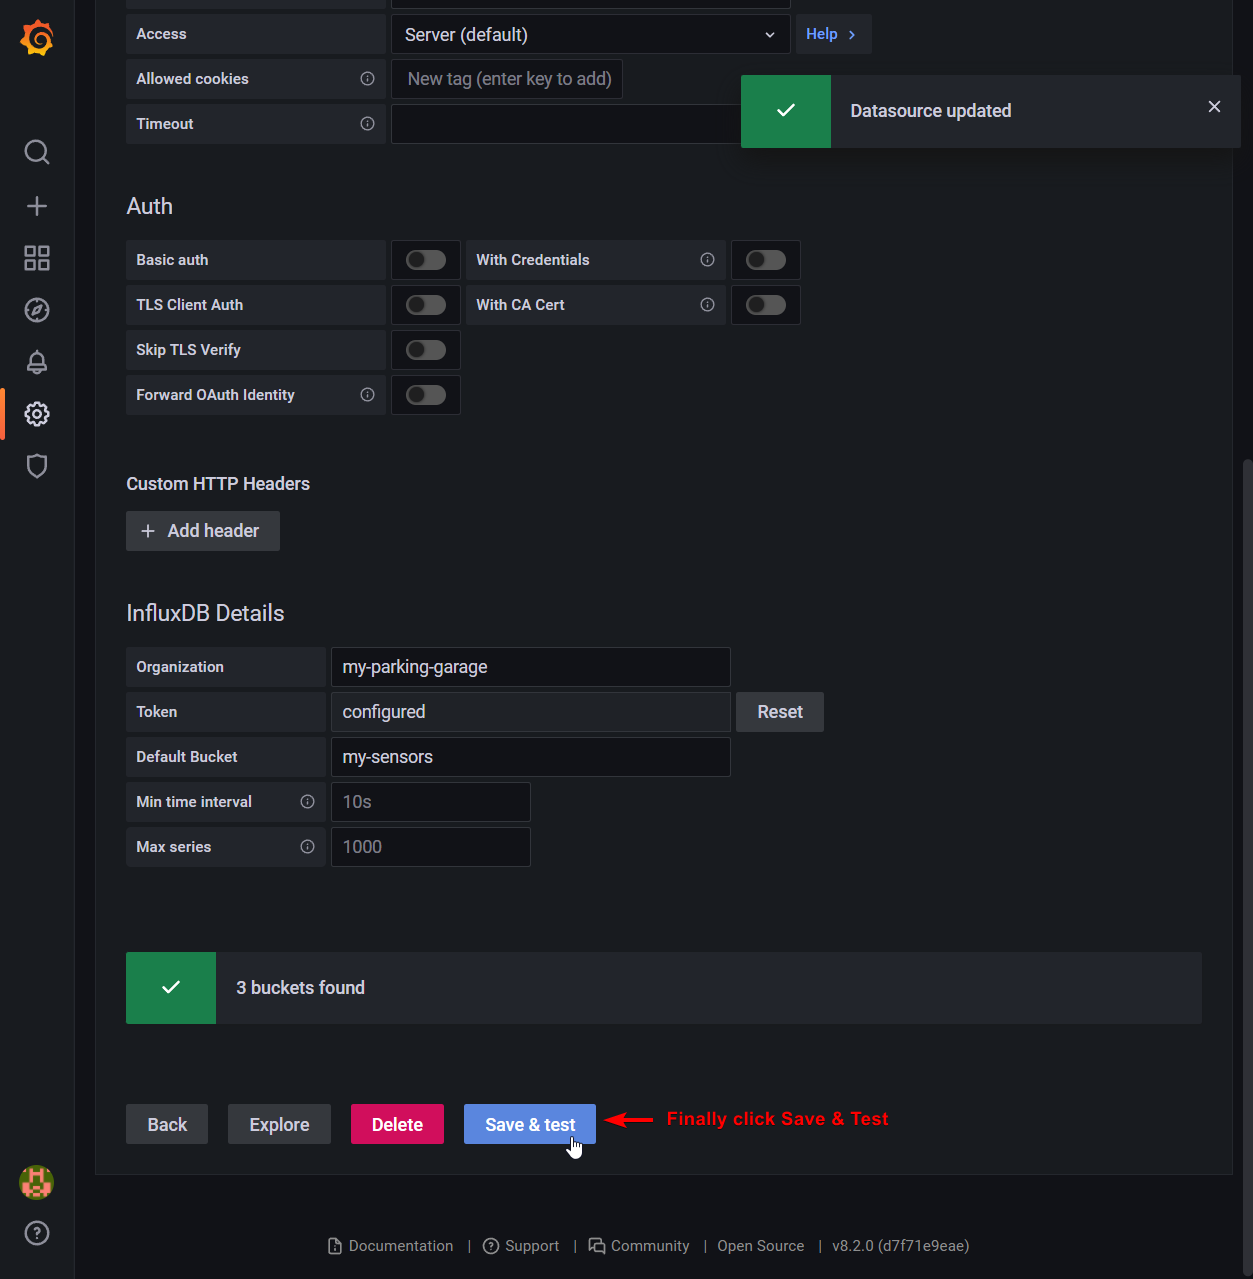 Access
Server (default)
Help
Allowed cookies
New tag (enter key to add)
Timeout
Datasource updated
Auth
Basic auth
With Credentials
TLS Client Auth
With CA Cert
Skip TLS Verify
Forward OAuth Identity
Custom HTTP Headers
+ Add header
InfluxDB Details
Organization
my-parking-garage
Token
configured
Reset
Default Bucket
my-sensors
Min time interval
10s
Max series
1000
3 buckets found
Back
Explore
Delete
Save & test
Finally click Save & Test
Documentation | Support | Community | Open Source | v8.2.0 (d7f71e9eae)